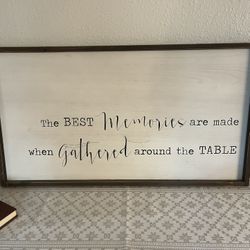 The BEST Memories are made
when Gathered around the TABLE